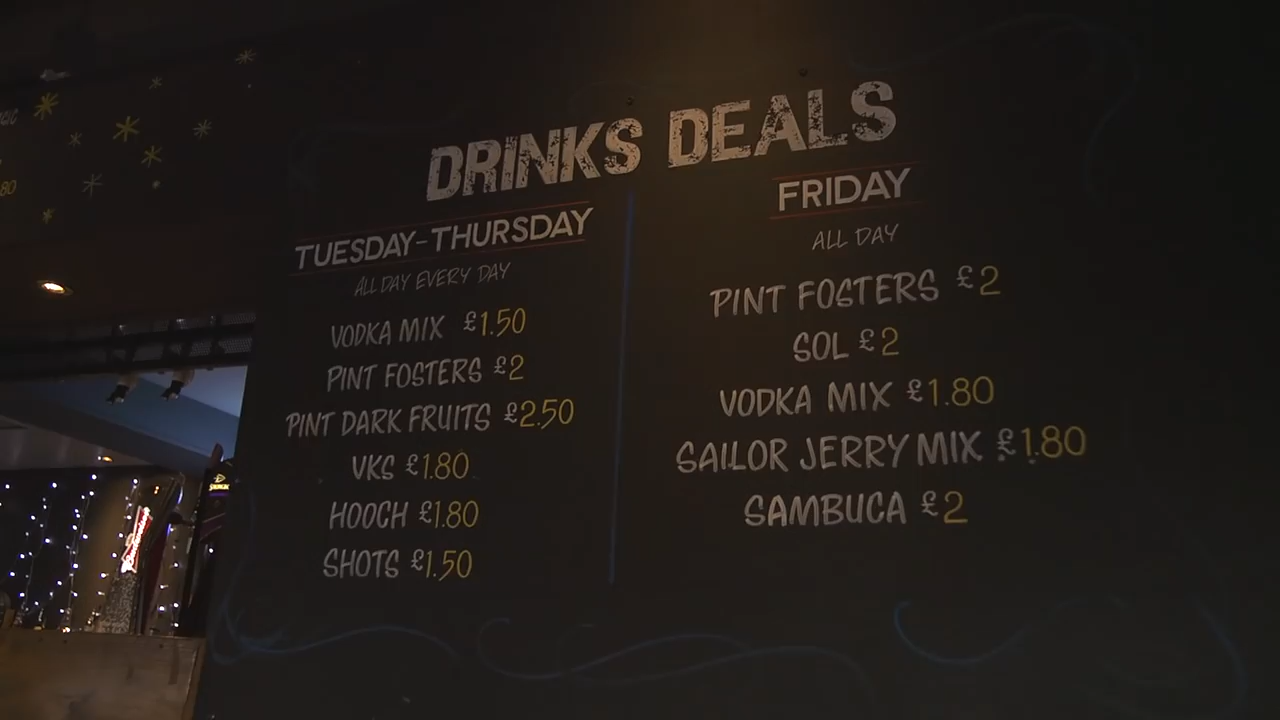 DRINKS DEALS
TUESDAY-THURSDAY
ALL DAY EVERY DAY
VODKA MIX £1.50
PINT FOSTERS £2
PINT DARK FRUITS £2.50
VKS £1.80
HOOCH £1.80
SHOTS £1.50
FRIDAY
ALL DAY
PINT FOSTERS £2
SOL £2
VODKA MIX £1.80
SAILOR JERRY MIX £1.80
SAMBUCA £2
80